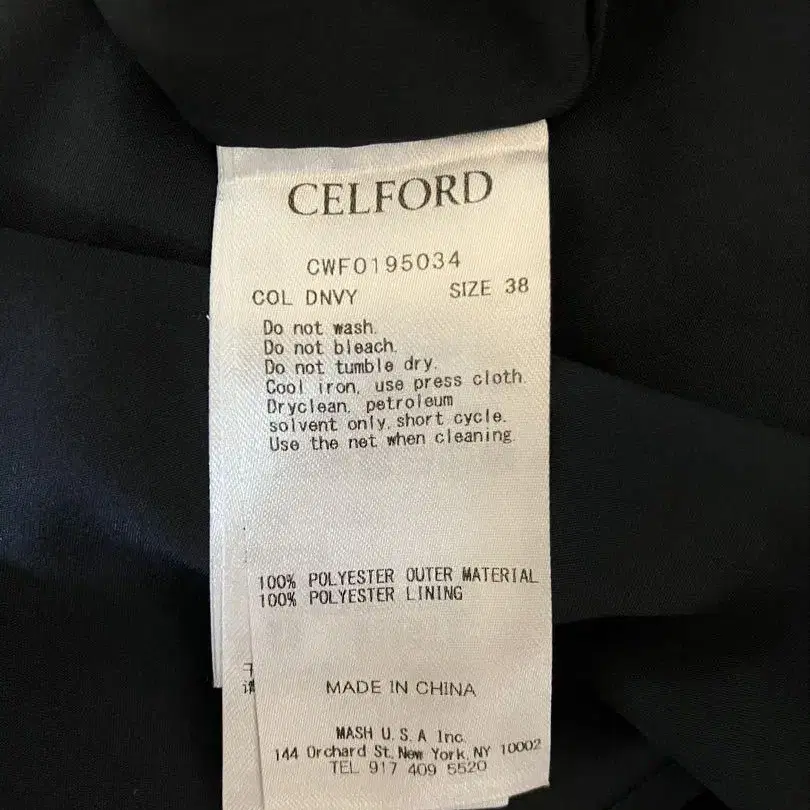 CELFORD
CWFO195034
COL DNVY SIZE 38
Do not wash.
Do not bleach.
Do not tumble dry.
Cool iron, use press cloth.
Dryclean, petroleum
solvent only, short cycle.
Use the net when cleaning.
100% POLYESTER OUTER MATERIAL
100% POLYESTER LINING
MADE IN CHINA
MASH U.S.A Inc.
144 Orchard St, New York, NY 10002
TEL 917 409 5520